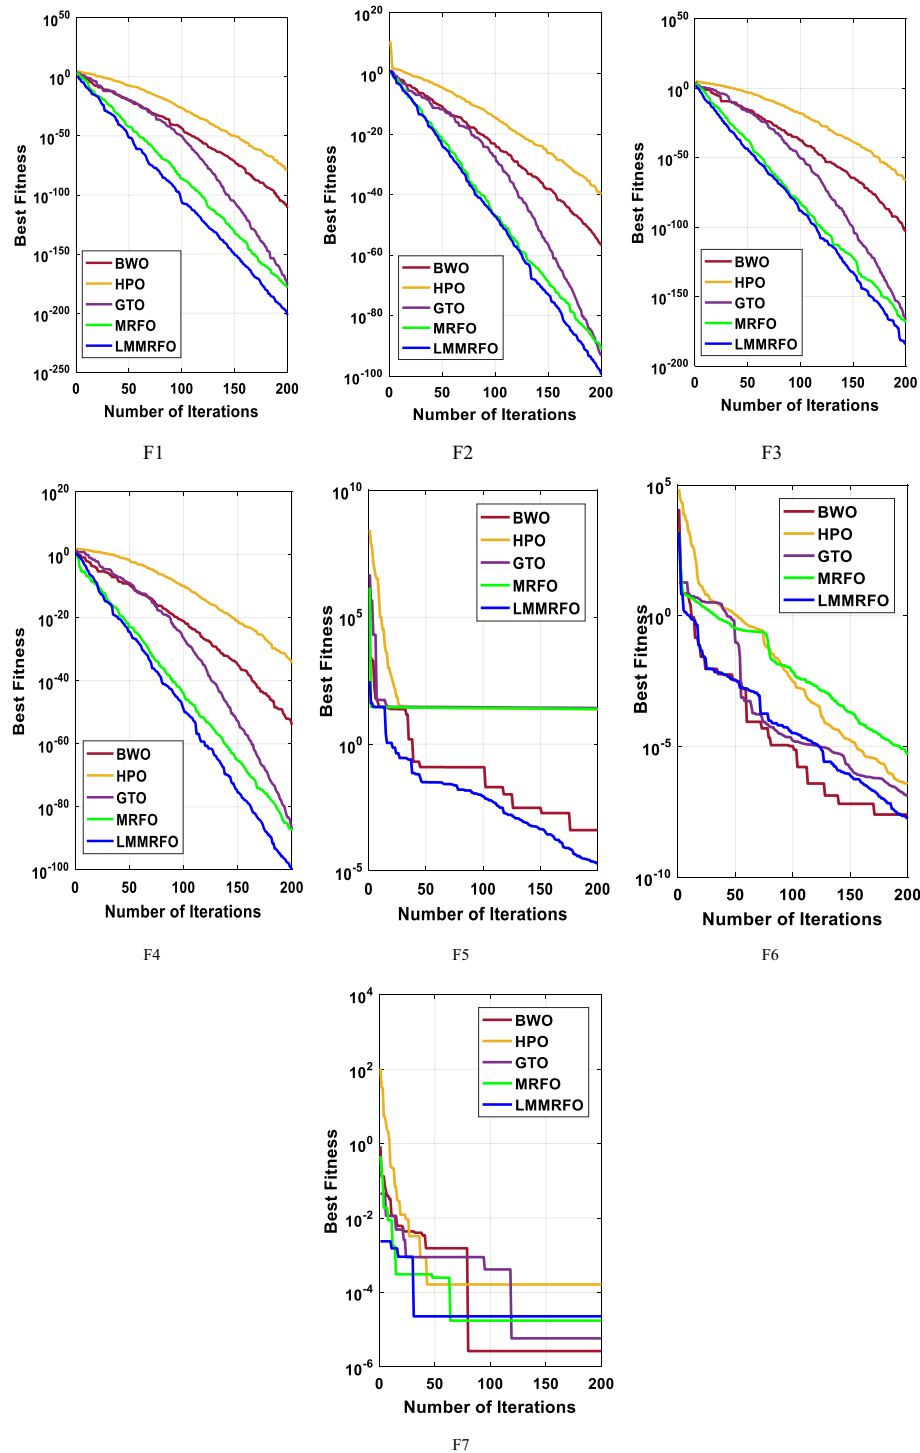 10^50
10^0
10^-50
10^-100
10^-150
10^-200
10^-250
Best Fitness
BWO
HPO
GTO
MRFO
LMMRFO
0 50 100 150 200
Number of Iterations
F1
10^20
10^0
10^-20
10^-40
10^-60
10^-80
10^-100
Best Fitness
BWO
HPO
GTO
MRFO
LMMRFO
0 50 100 150 200
Number of Iterations
F2
10^50
10^0
10^-50
10^-100
10^-150
10^-200
Best Fitness
BWO
HPO
GTO
MRFO
LMMRFO
0 50 100 150 200
Number of Iterations
F3
10^20
10^0
10^-20
10^-40
10^-60
10^-80
10^-100
Best Fitness
BWO
HPO
GTO
MRFO
LMMRFO
0 50 100 150 200
Number of Iterations
F4
10^10
10^5
10^0
10^-5
Best Fitness
BWO
HPO
GTO
MRFO
LMMRFO
0 50 100 150 200
Number of Iterations
F5
10^5
10^0
10^-5
10^-10
Best Fitness
BWO
HPO
GTO
MRFO
LMMRFO
0 50 100 150 200
Number of Iterations
F6
10^4
10^2
10^0
10^-2
10^-4
10^-6
Best Fitness
BWO
HPO
GTO
MRFO
LMMRFO
0 50 100 150 200
Number of Iterations
F7